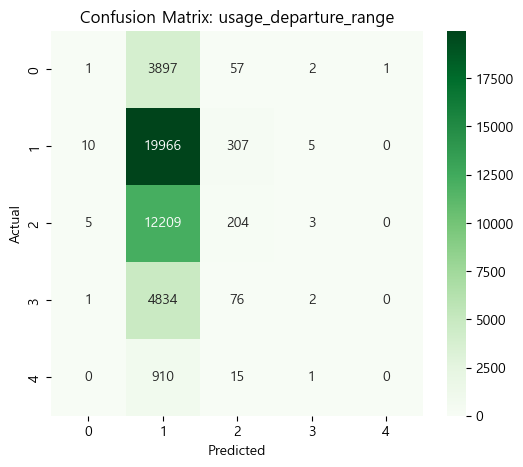 Confusion Matrix: usage_departure_range
0 1 3897 57 2 1
1 10 19966 307 5 0
2 5 12209 204 3 0
3 1 4834 76 2 0
4 0 910 15 1 0
0 1 2 3 4
Actual
Predicted
17500
15000
12500
10000
7500
5000
2500
0